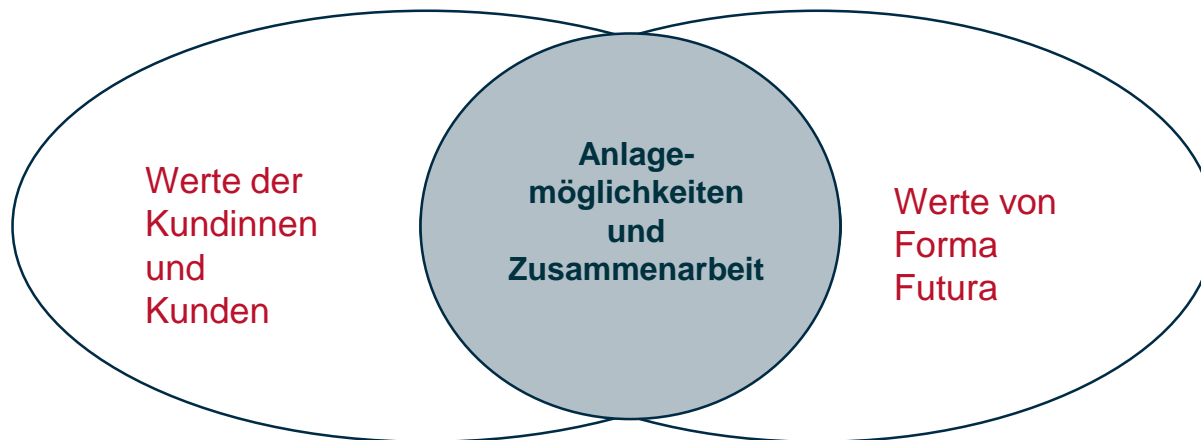 Werte der
Kundinnen
und
Kunden
Anlage-
möglichkeiten
und
Zusammenarbeit
Werte von
Forma
Futura